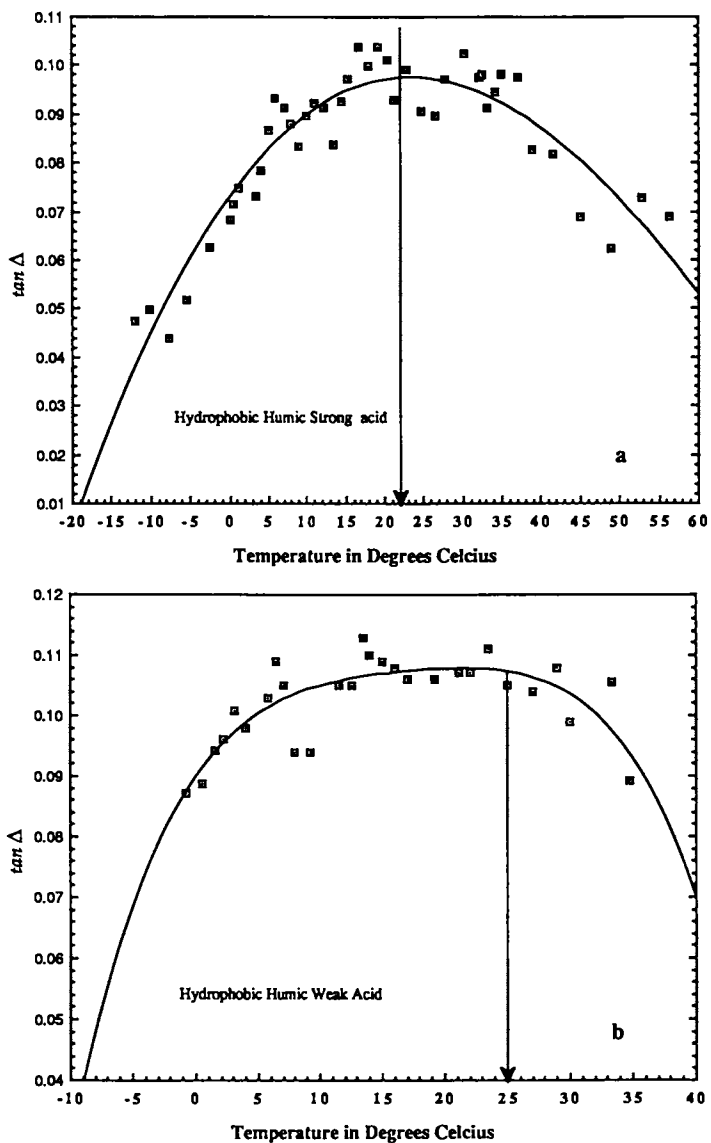 0.11
0.10
0.09
0.08
0.07
0.06
0.05
0.04
0.03
0.02
0.01
tan Δ
Hydrophobic Humic Strong acid
a
-20 -15 -10 -5 0 5 10 15 20 25 30 35 40 45 50 55 60
Temperature in Degrees Celcius
0.12
0.11
0.10
0.09
0.08
0.07
0.06
0.05
0.04
tan Δ
Hydrophobic Humic Weak Acid
b
-10 -5 0 5 10 15 20 25 30 35 40
Temperature in Degrees Celcius